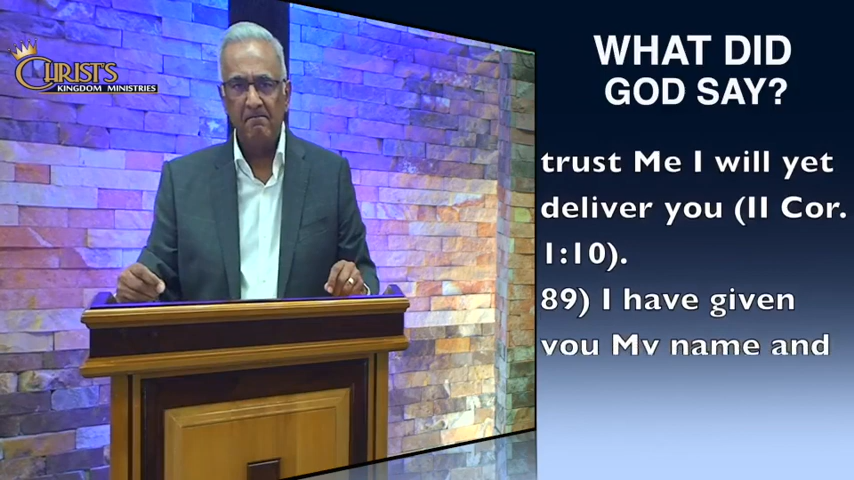 CHRIST'S
KINGDOM MINISTRIES
WHAT DID
GOD SAY?
trust Me I will yet
deliver you (II Cor.
1:10).
89) I have given
you My name and